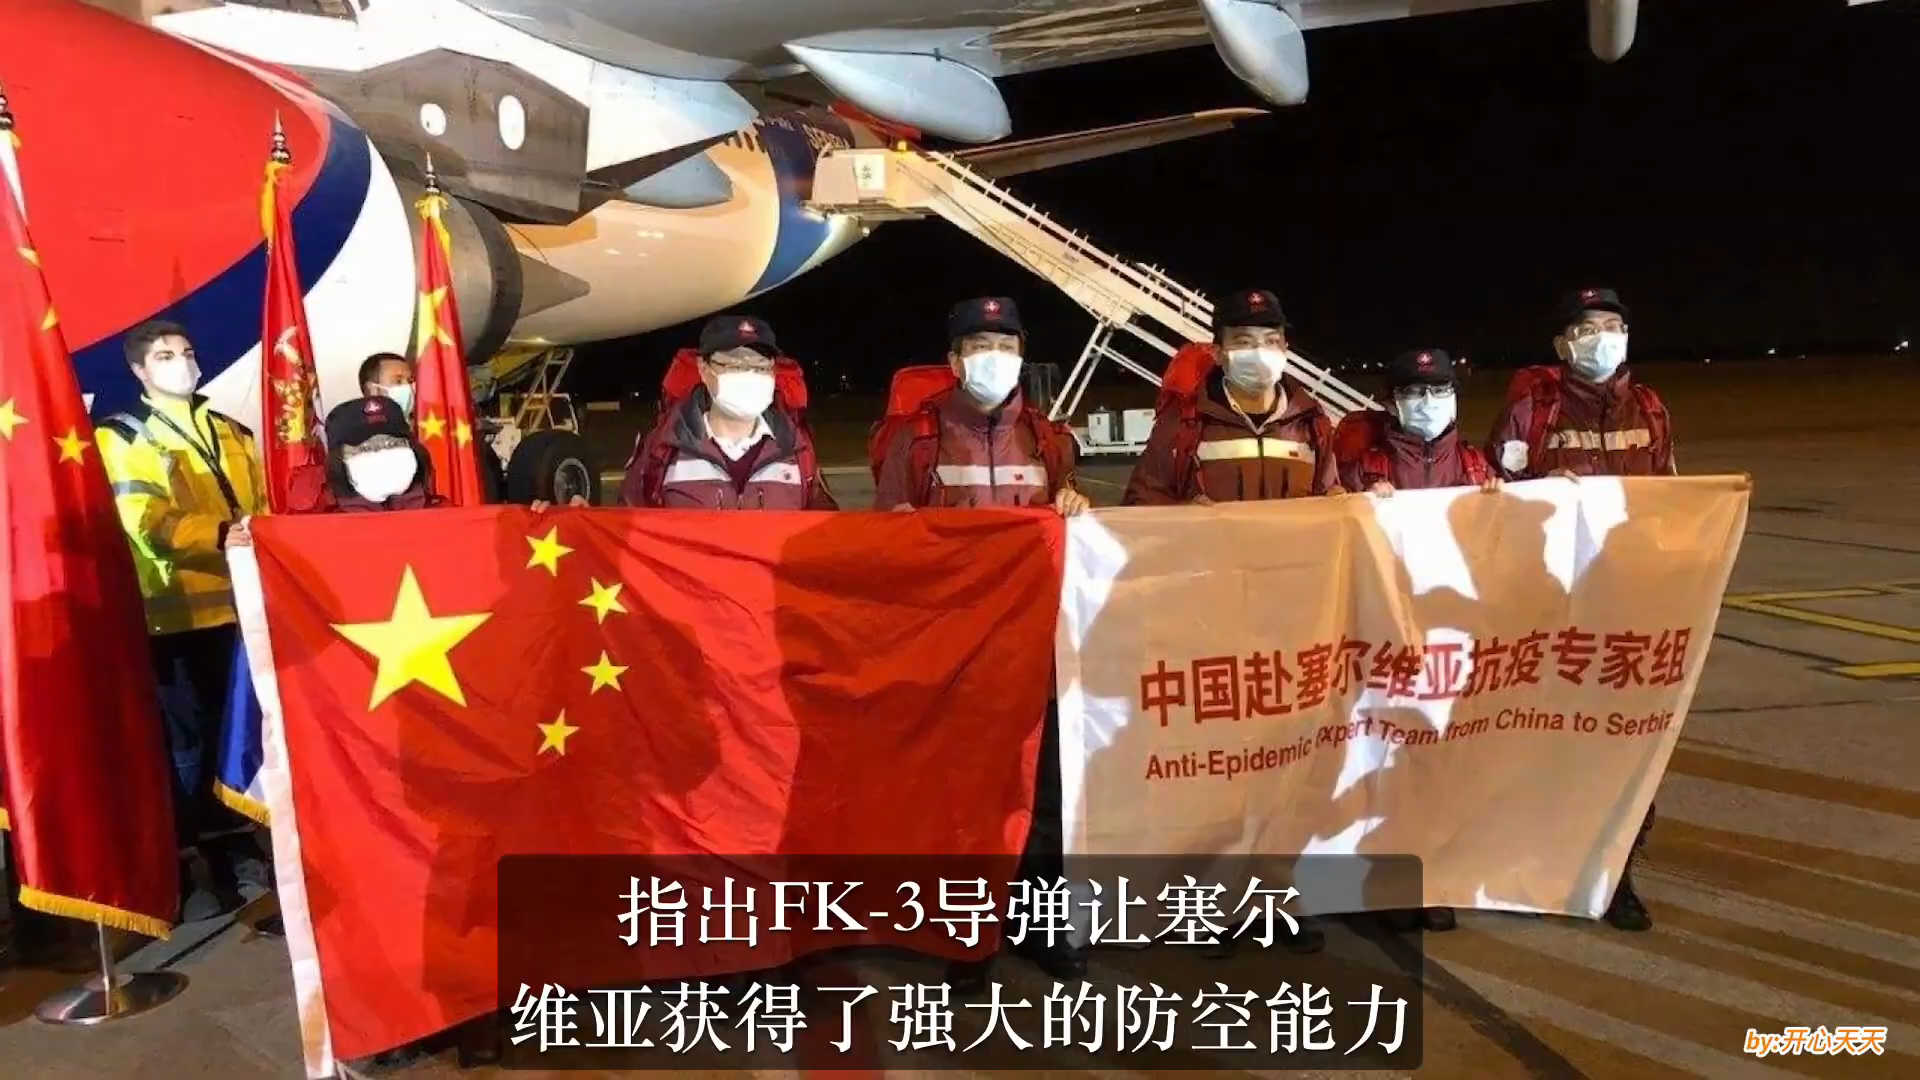 中国赴塞尔维亚抗疫专家组
Anti-Epidemic Expert Team from China to Serbia
指出FK-3导弹让塞尔
维亚获得了强大的防空能力
by:开心天天